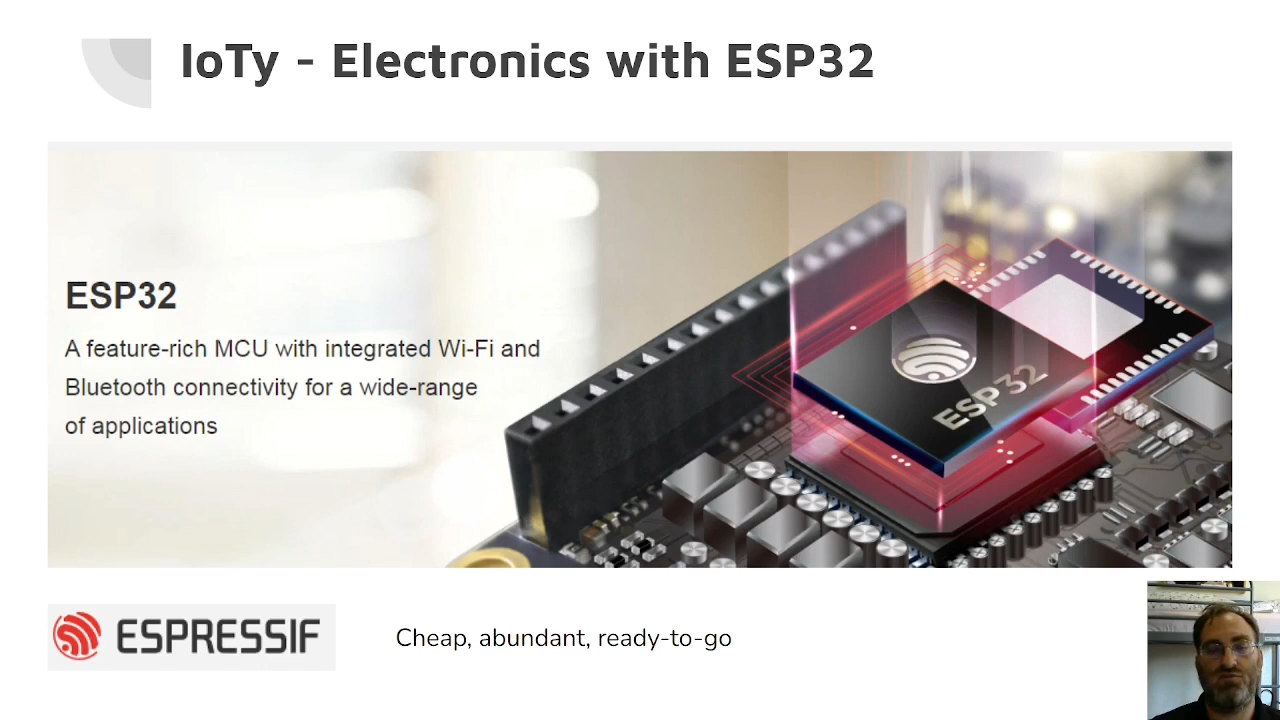 IoTy - Electronics with ESP32
ESP32
A feature-rich MCU with integrated Wi-Fi and
Bluetooth connectivity for a wide-range
of applications
ESP32
ESPRESSIF
Cheap, abundant, ready-to-go